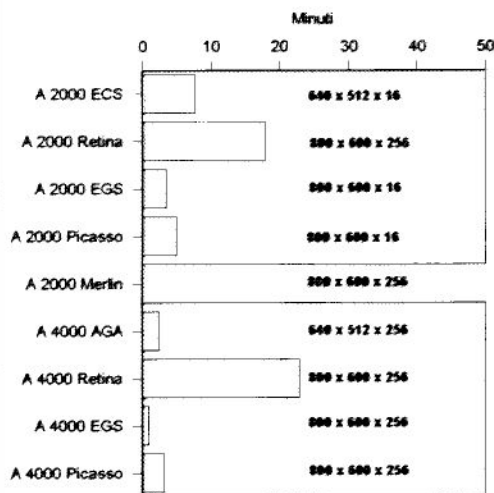 Minuti
0 10 20 30 40 50
A 2000 ECS 640 x 512 x 16
A 2000 Retina 800 x 600 x 256
A 2000 EGS 800 x 600 x 16
A 2000 Picasso 800 x 600 x 16
A 2000 Merlin 800 x 600 x 256
A 4000 AGA 640 x 512 x 256
A 4000 Retina 800 x 600 x 256
A 4000 EGS 800 x 600 x 256
A 4000 Picasso 800 x 600 x 256